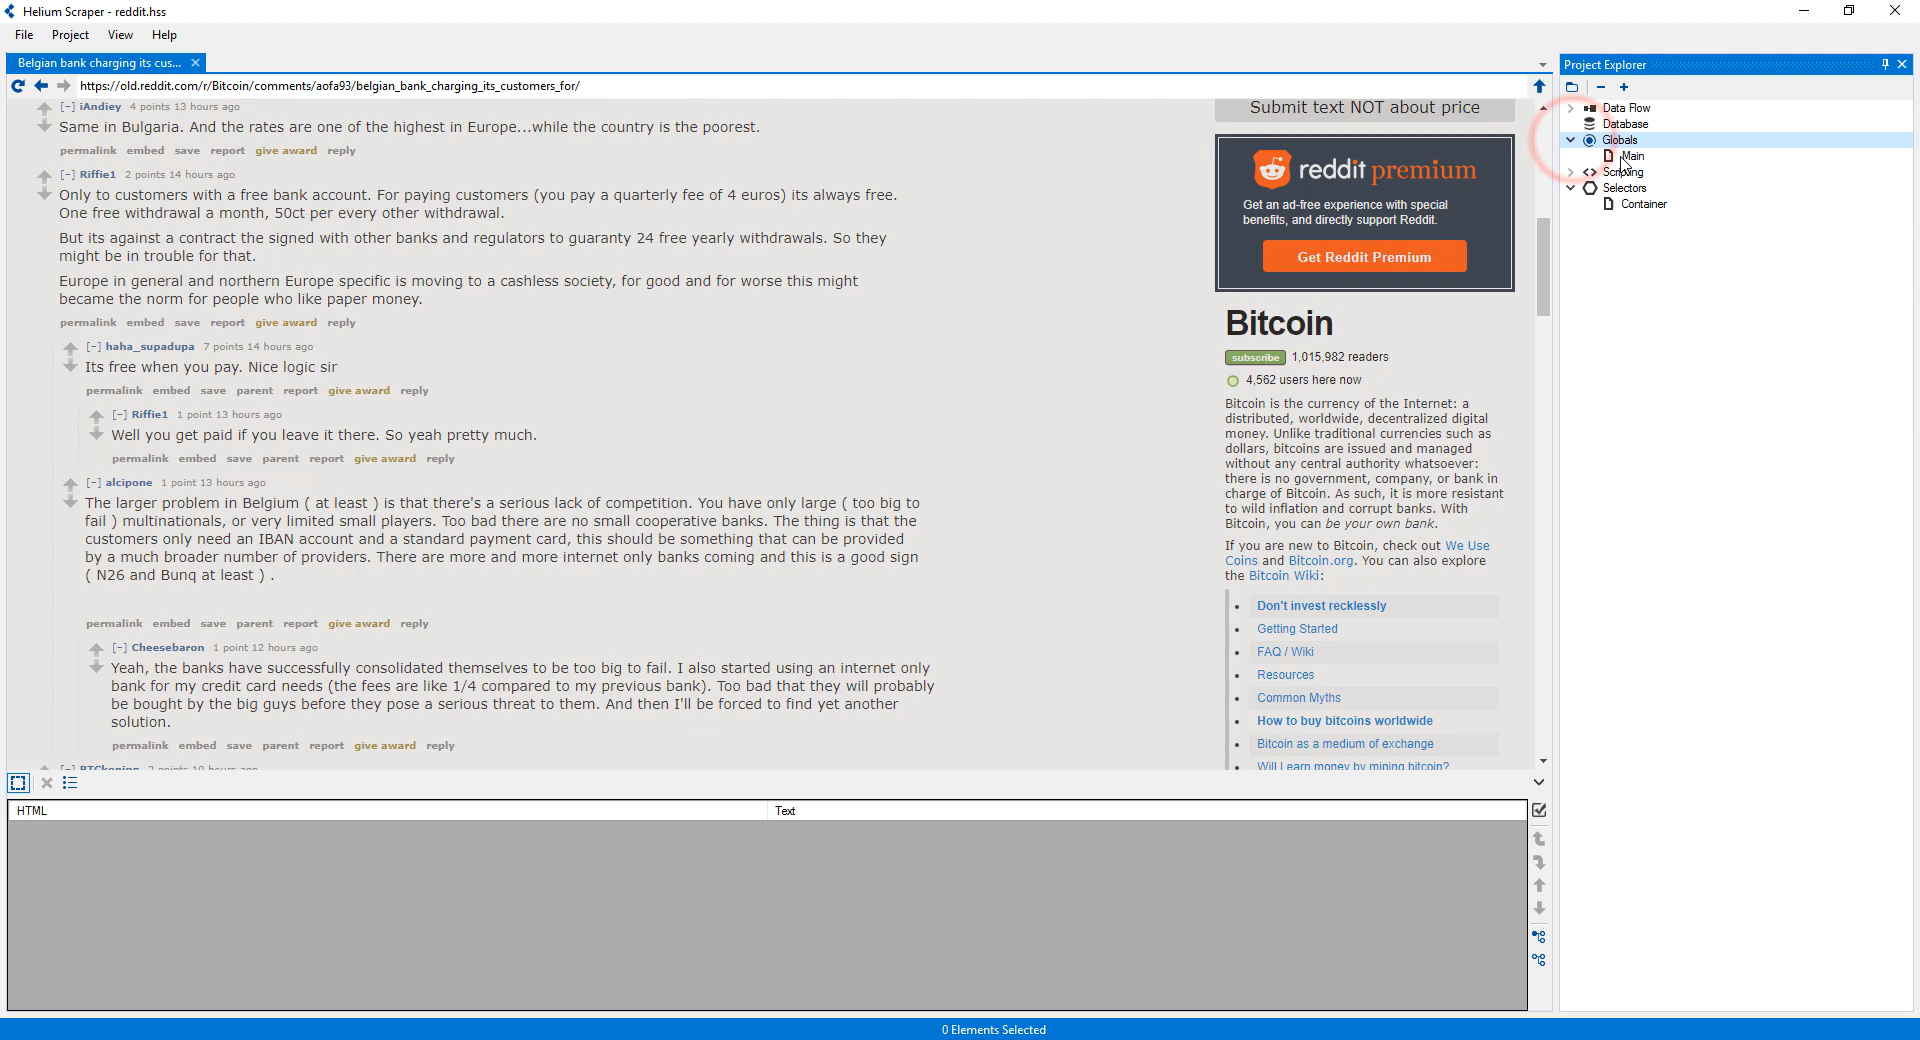 Helium Scraper - reddit.hss
File Project View Help
Belgian bank charging its cus...
https://old.reddit.com/r/Bitcoin/comments/aofa93/belgian_bank_charging_its_customers_for/
[-] iAndiey 4 points 13 hours ago
Same in Bulgaria. And the rates are one of the highest in Europe...while the country is the poorest.
permalink embed save report give award reply
[-] Riffie1 2 points 14 hours ago
Only to customers with a free bank account. For paying customers (you pay a quarterly fee of 4 euros) its always free.
One free withdrawal a month, 50ct per every other withdrawal.
But its against a contract the signed with other banks and regulators to guaranty 24 free yearly withdrawals. So they
might be in trouble for that.
Europe in general and northern Europe specific is moving to a cashless society, for good and for worse this might
became the norm for people who like paper money.
permalink embed save report give award reply
[-] haha_supadupa 7 points 14 hours ago
Its free when you pay. Nice logic sir
permalink embed save parent report give award reply
[-] Riffie1 1 point 13 hours ago
Well you get paid if you leave it there. So yeah pretty much.
permalink embed save parent report give award reply
[-] alcipone 1 point 13 hours ago
The larger problem in Belgium ( at least ) is that there's a serious lack of competition. You have only large ( too big to
fail ) multinationals, or very limited small players. Too bad there are no small cooperative banks. The thing is that the
customers only need an IBAN account and a standard payment card, this should be something that can be provided
by a much broader number of providers. There are more and more internet only banks coming and this is a good sign
( N26 and Bunq at least ) .
permalink embed save parent report give award reply
[-] Cheesebaron 1 point 12 hours ago
Yeah, the banks have successfully consolidated themselves to be too big to fail. I also started using an internet only
bank for my credit card needs (the fees are like 1/4 compared to my previous bank). Too bad that they will probably
be bought by the big guys before they pose a serious threat to them. And then I'll be forced to find yet another
solution.
permalink embed save parent report give award reply
[-] BTCkoning 2 points 10 hours ago
Submit text NOT about price
reddit premium
Get an ad-free experience with special
benefits, and directly support Reddit.
Get Reddit Premium
Bitcoin
subscribe 1,015,982 readers
4,562 users here now
Bitcoin is the currency of the Internet: a
distributed, worldwide, decentralized digital
money. Unlike traditional currencies such as
dollars, bitcoins are issued and managed
without any central authority whatsoever:
there is no government, company, or bank in
charge of Bitcoin. As such, it is more resistant
to wild inflation and corrupt banks. With
Bitcoin, you can be your own bank.
If you are new to Bitcoin, check out We Use
Coins and Bitcoin.org. You can also explore
the Bitcoin Wiki:
Don't invest recklessly
Getting Started
FAQ / Wiki
Resources
Common Myths
How to buy bitcoins worldwide
Bitcoin as a medium of exchange
Will I earn money by mining bitcoin?
Project Explorer
Data Flow
Database
Globals
Main
Scripting
Selectors
Container
HTML Text
0 Elements Selected